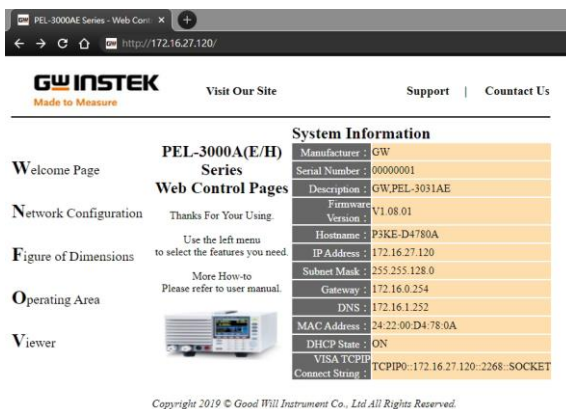 PEL-3000AE Series - Web Cont
http://172.16.27.120/
GW INSTEK
Made to Measure
Visit Our Site
Support | Countact Us
Welcome Page
Network Configuration
Figure of Dimensions
Operating Area
Viewer
PEL-3000A(E/H)
Series
Web Control Pages
Thanks For Your Using.
Use the left menu
to select the features you need.
More How-to
Please refer to user manual.
System Information
Manufacturer : GW
Serial Number : 00000001
Description : GW,PEL-3031AE
Firmware
Version : V1.08.01
Hostname : P3KE-D4780A
IP Address : 172.16.27.120
Subnet Mask : 255.255.128.0
Gateway : 172.16.0.254
DNS : 172.16.1.252
MAC Address : 24:22:00:D4:78:0A
DHCP State : ON
VISA TCPIP
Connect String : TCPIP0::172.16.27.120::2268::SOCKET
Copyright 2019 © Good Will Instrument Co., Ltd All Rights Reserved.